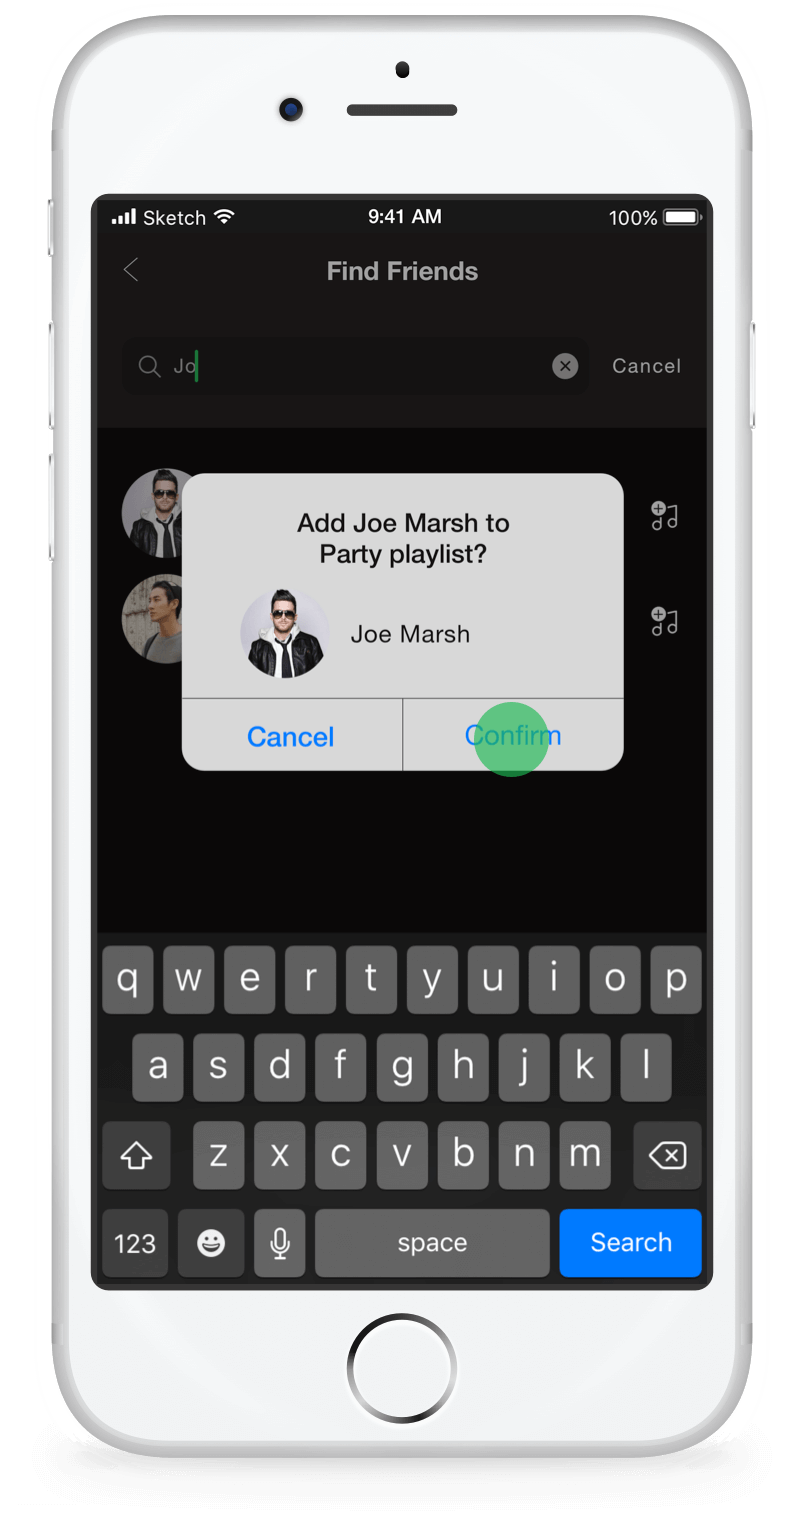 Sketch 9:41 AM 100%
Find Friends
Jo Cancel
Add Joe Marsh to
Party playlist?
Joe Marsh
Cancel Confirm
q w e r t y u i o p
a s d f g h j k l
z x c v b n m
123 space Search